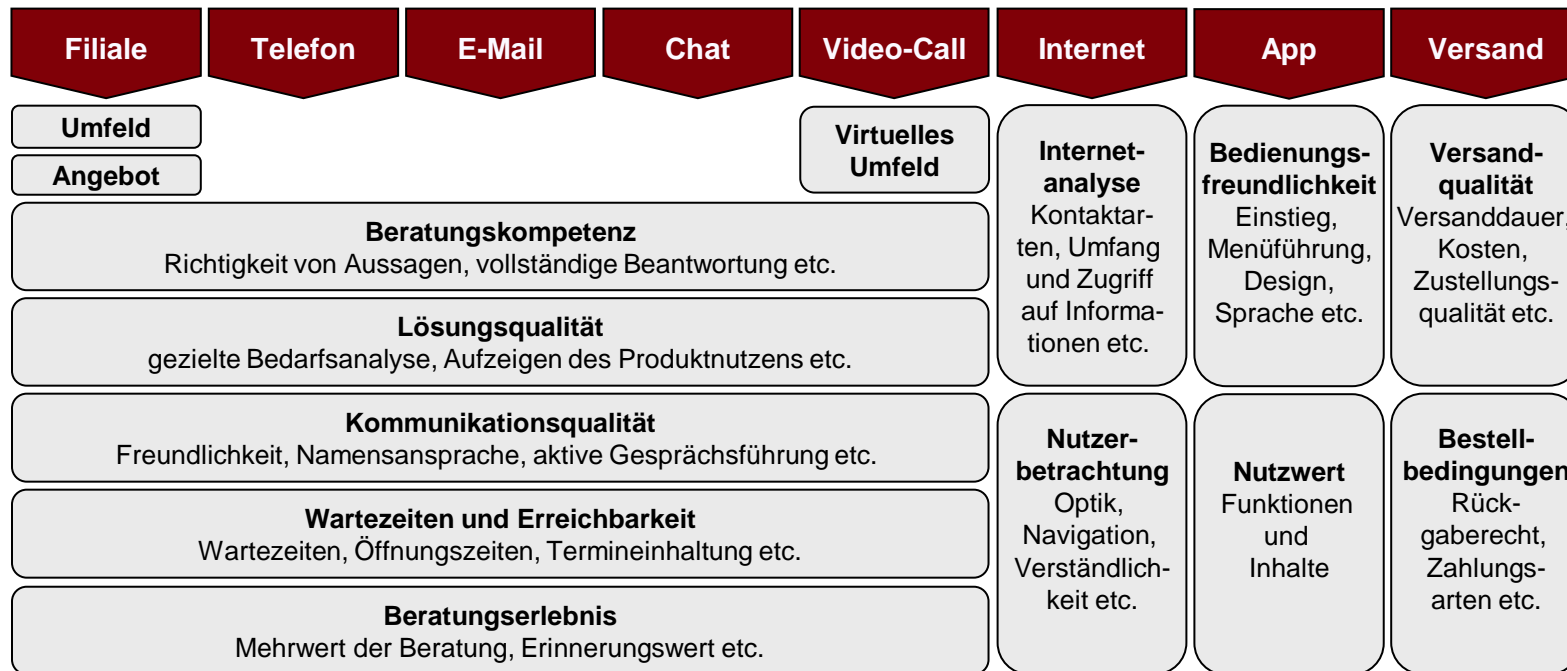 Filiale
Telefon
E-Mail
Chat
Video-Call
Internet
App
Versand
Umfeld
Angebot
Virtuelles
Umfeld
Beratungskompetenz
Richtigkeit von Aussagen, vollständige Beantwortung etc.
Lösungsqualität
gezielte Bedarfsanalyse, Aufzeigen des Produktnutzens etc.
Kommunikationsqualität
Freundlichkeit, Namensansprache, aktive Gesprächsführung etc.
Wartezeiten und Erreichbarkeit
Wartezeiten, Öffnungszeiten, Termineinhaltung etc.
Beratungserlebnis
Mehrwert der Beratung, Erinnerungswert etc.
Internet-
analyse
Kontaktar-
ten, Umfang
und Zugriff
auf Informa-
tionen etc.
Nutzer-
betrachtung
Optik,
Navigation,
Verständlich-
keit etc.
Bedienungs-
freundlichkeit
Einstieg,
Menüführung,
Design,
Sprache etc.
Nutzwert
Funktionen
und
Inhalte
Versand-
qualität
Versanddauer,
Kosten,
Zustellungs-
qualität etc.
Bestell-
bedingungen
Rück-
gaberecht,
Zahlungs-
arten etc.